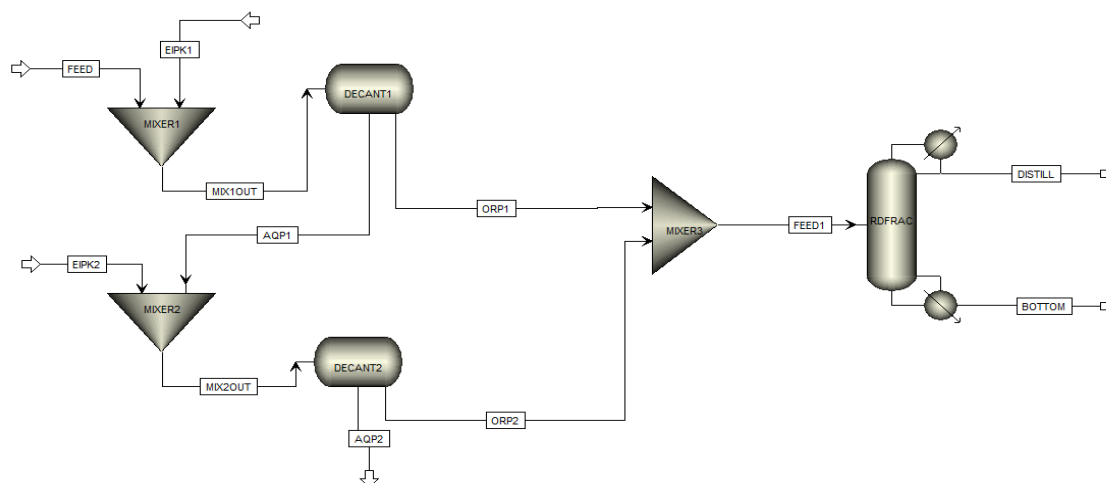 EIPK1
FEED
DECANT1
MIXER1
DISTILL
MIX1OUT
ORP1
RDFRAC
FEED1
MIXER3
AQP1
EIPK2
MIXER2
BOTTOM
DECANT2
MIX2OUT
ORP2
AQP2